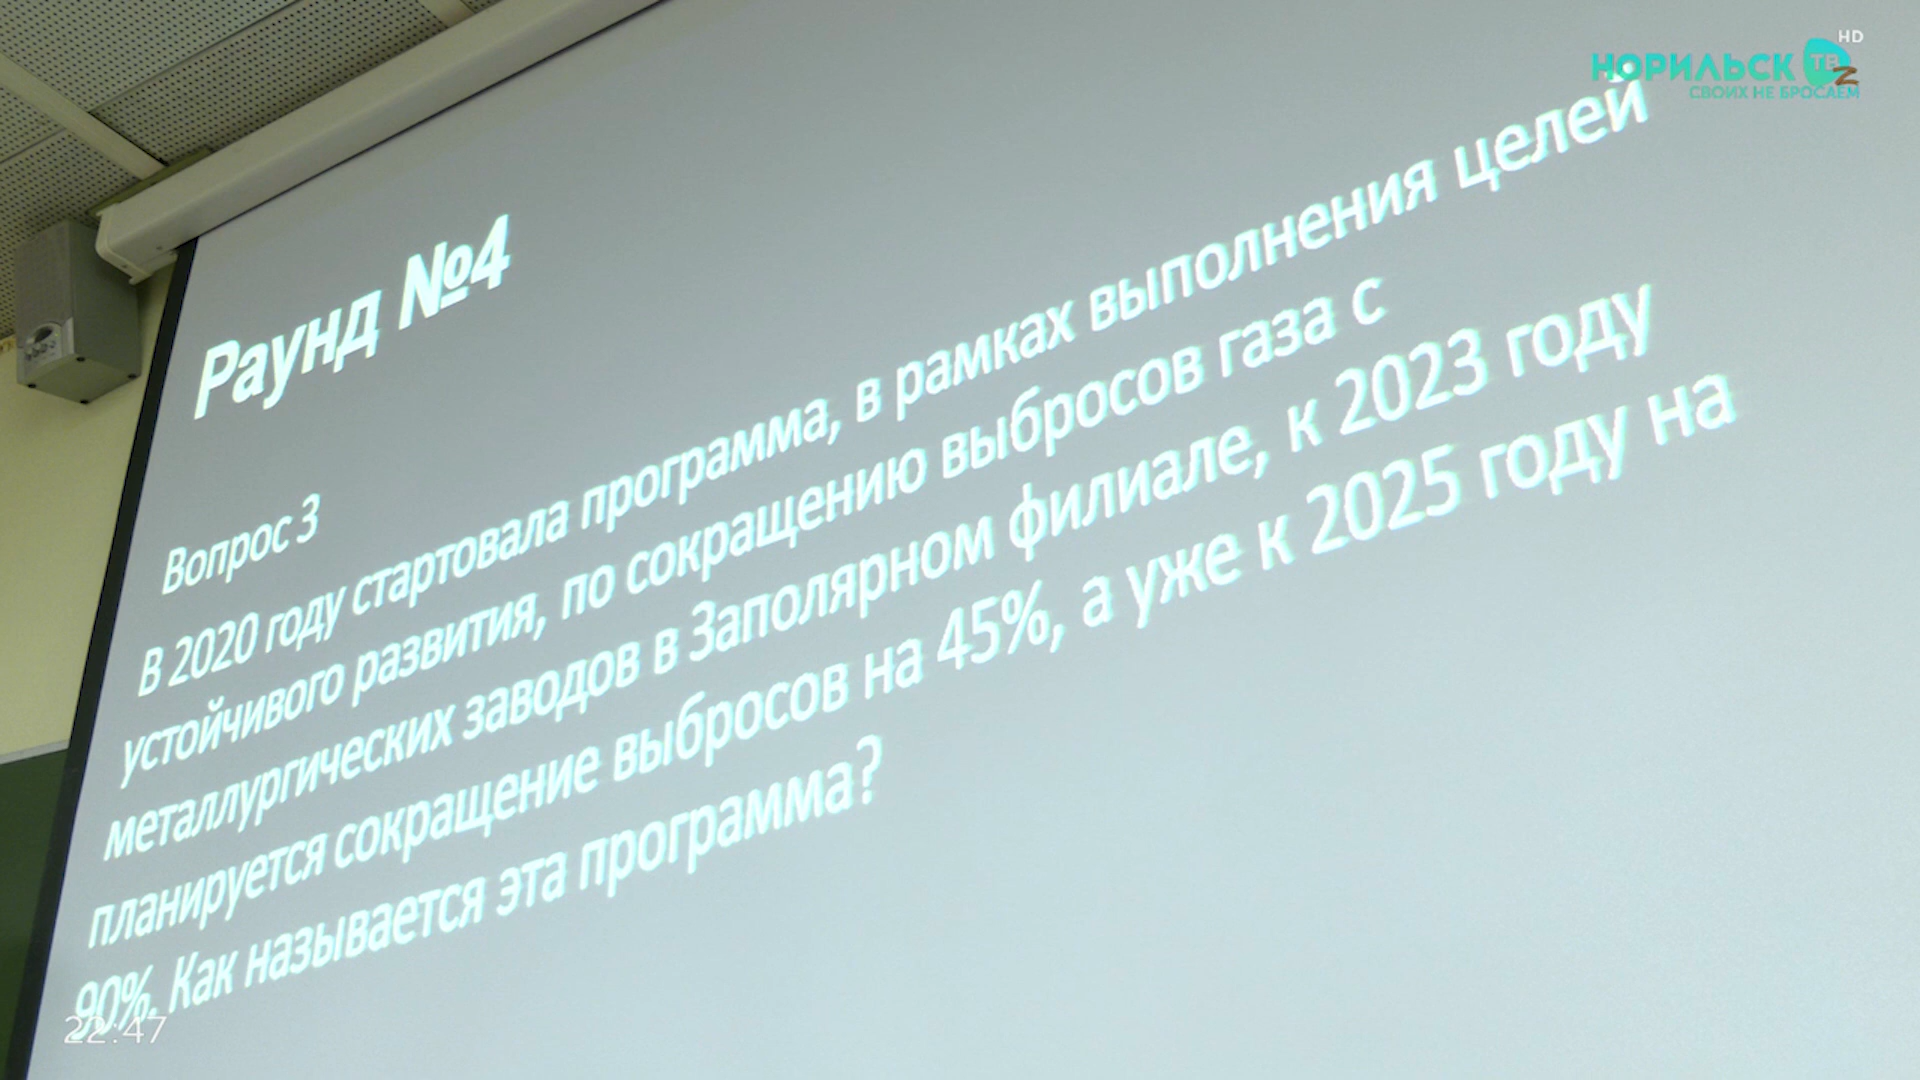 HD
НОРИЛЬСК ТВ
Z
СВОИХ НЕ БРОСАЕМ
Раунд №4
Вопрос 3
В 2020 году стартовала программа, в рамках выполнения целей
устойчивого развития, по сокращению выбросов газа с
металлургических заводов в Заполярном филиале, к 2023 году
планируется сокращение выбросов на 45%, а уже к 2025 году на
90%. Как называется эта программа?
22:47